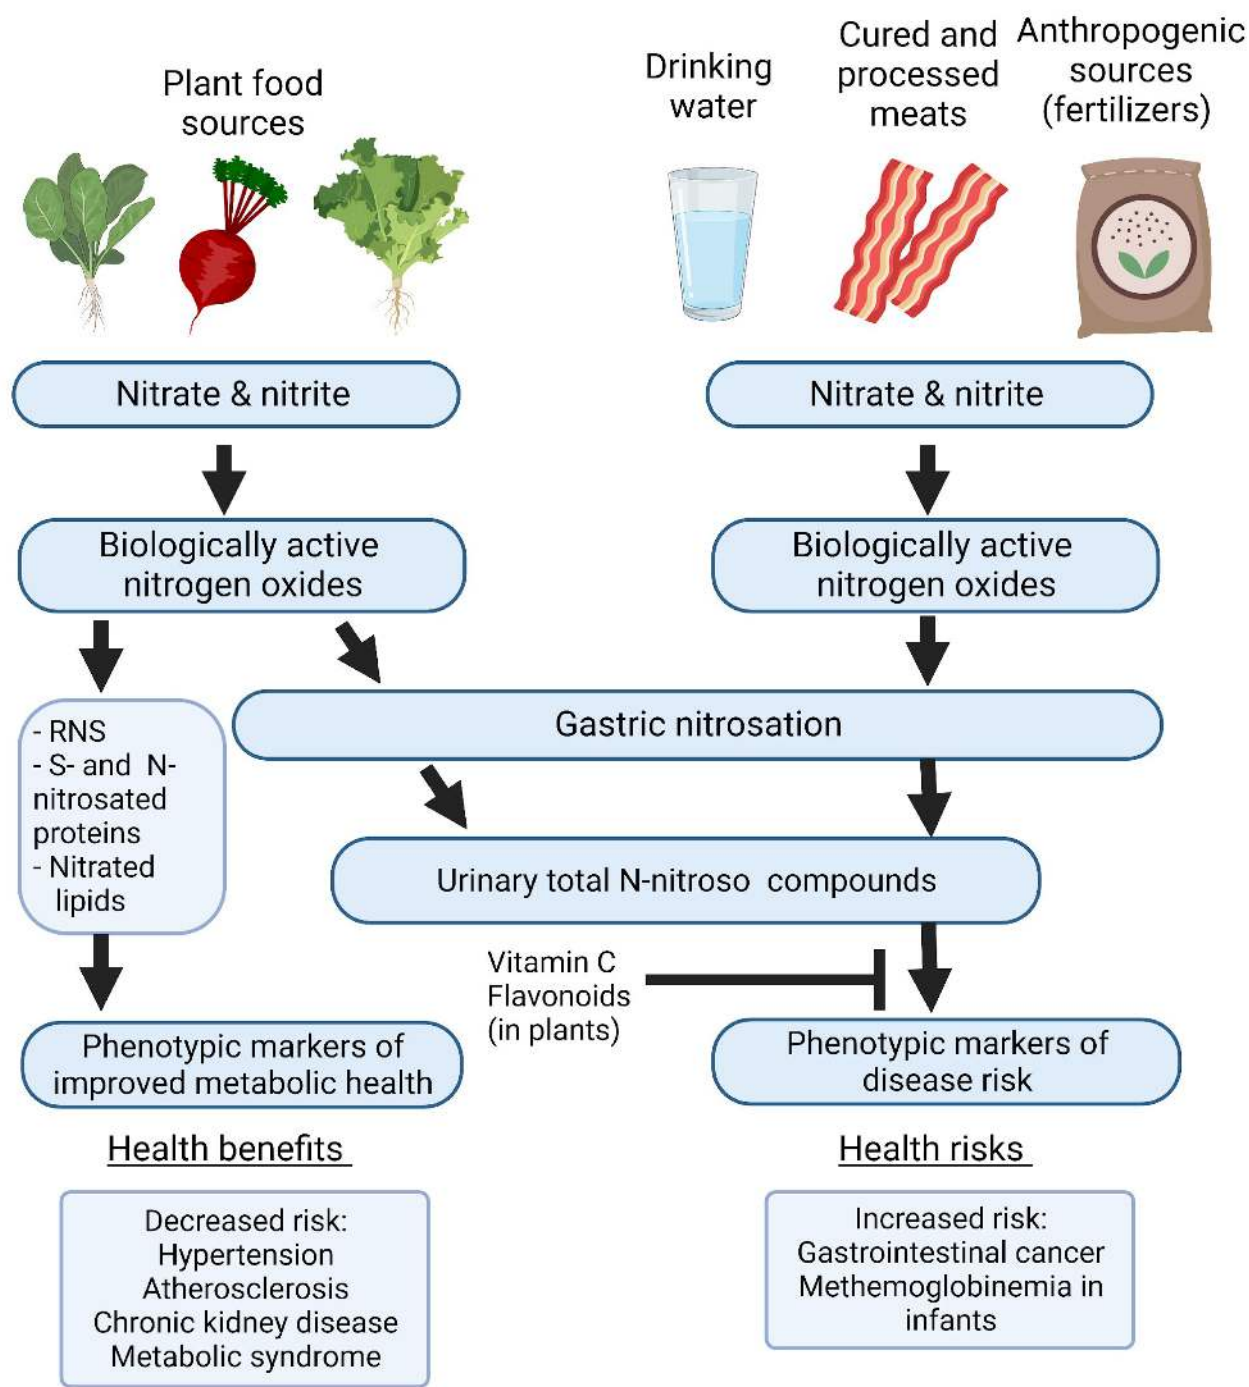 Plant food
sources
Drinking
water
Cured and
processed
meats
Anthropogenic
sources
(fertilizers)
Nitrate & nitrite
Nitrate & nitrite
Biologically active
nitrogen oxides
Biologically active
nitrogen oxides
- RNS
- S- and N-
nitrosated
proteins
- Nitrated
lipids
Gastric nitrosation
Urinary total N-nitroso compounds
Vitamin C
Flavonoids
(in plants)
Phenotypic markers of
improved metabolic health
Phenotypic markers of
disease risk
Health benefits
Decreased risk:
Hypertension
Atherosclerosis
Chronic kidney disease
Metabolic syndrome
Health risks
Increased risk:
Gastrointestinal cancer
Methemoglobinemia in
infants